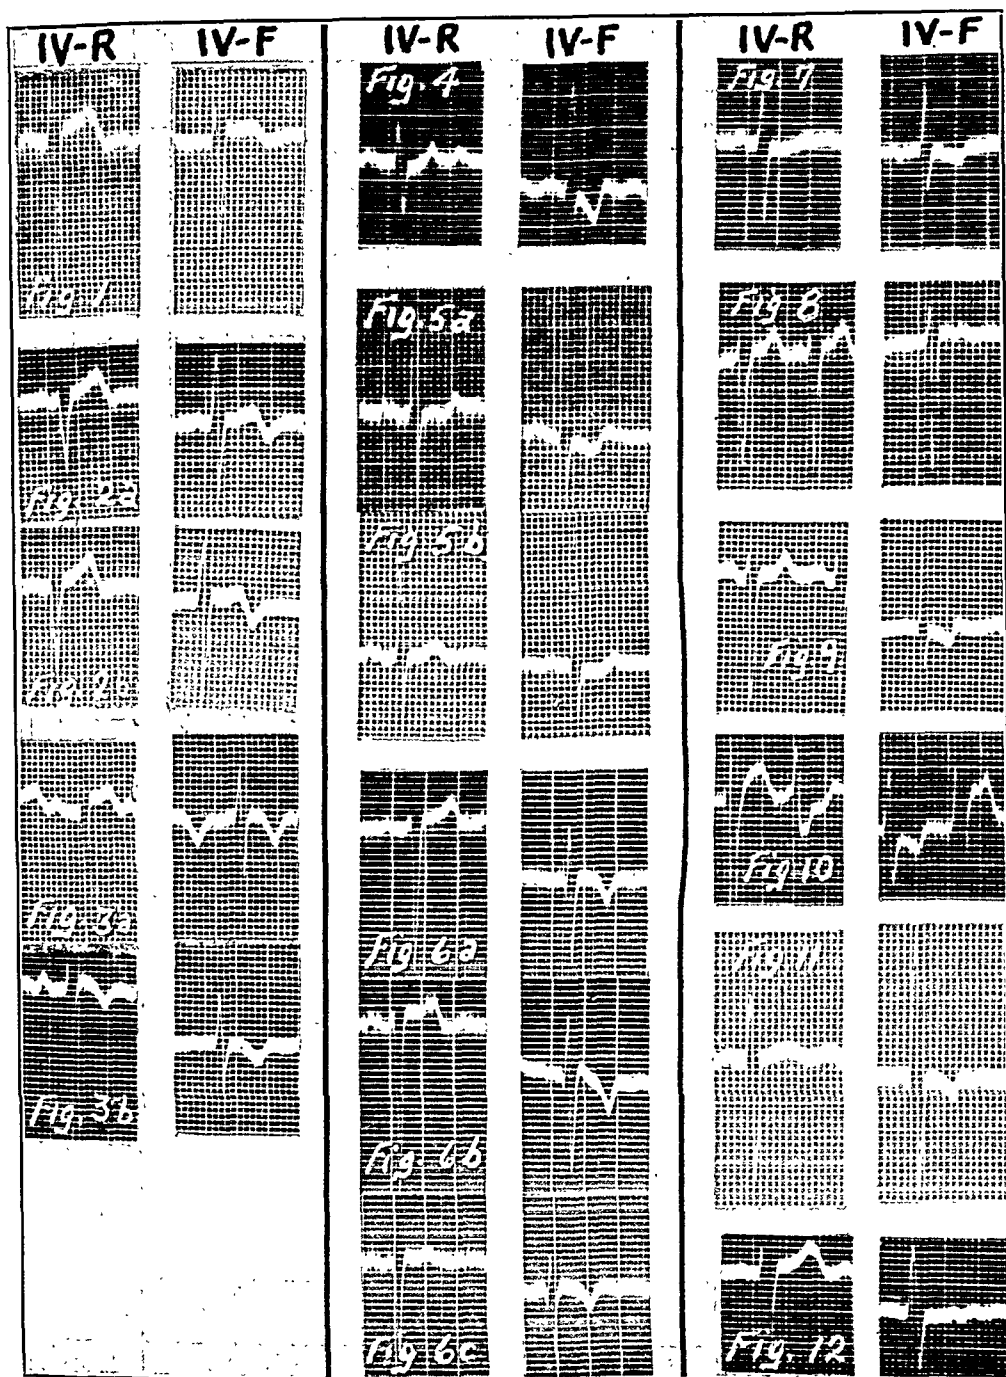 IV-R IV-F IV-R IV-F IV-R IV-F
Fig. 1
Fig. 2a
Fig. 2b
Fig. 3a
Fig. 3b
Fig. 4
Fig. 5a
Fig 5b
Fig 6a
Fig 6b
Fig 6c
Fig. 7
Fig 8
Fig 9
Fig 10
Fig 11
Fig. 12